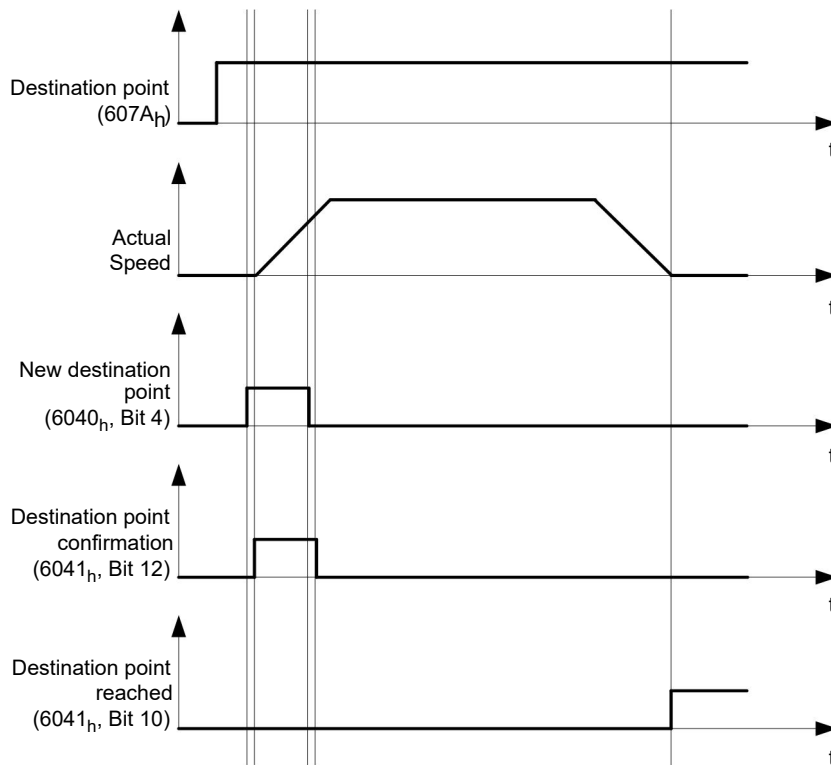 Destination point
(607Ah)
t
Actual
Speed
t
New destination
point
(6040h, Bit 4)
t
Destination point
confirmation
(6041h, Bit 12)
t
Destination point
reached
(6041h, Bit 10)
t